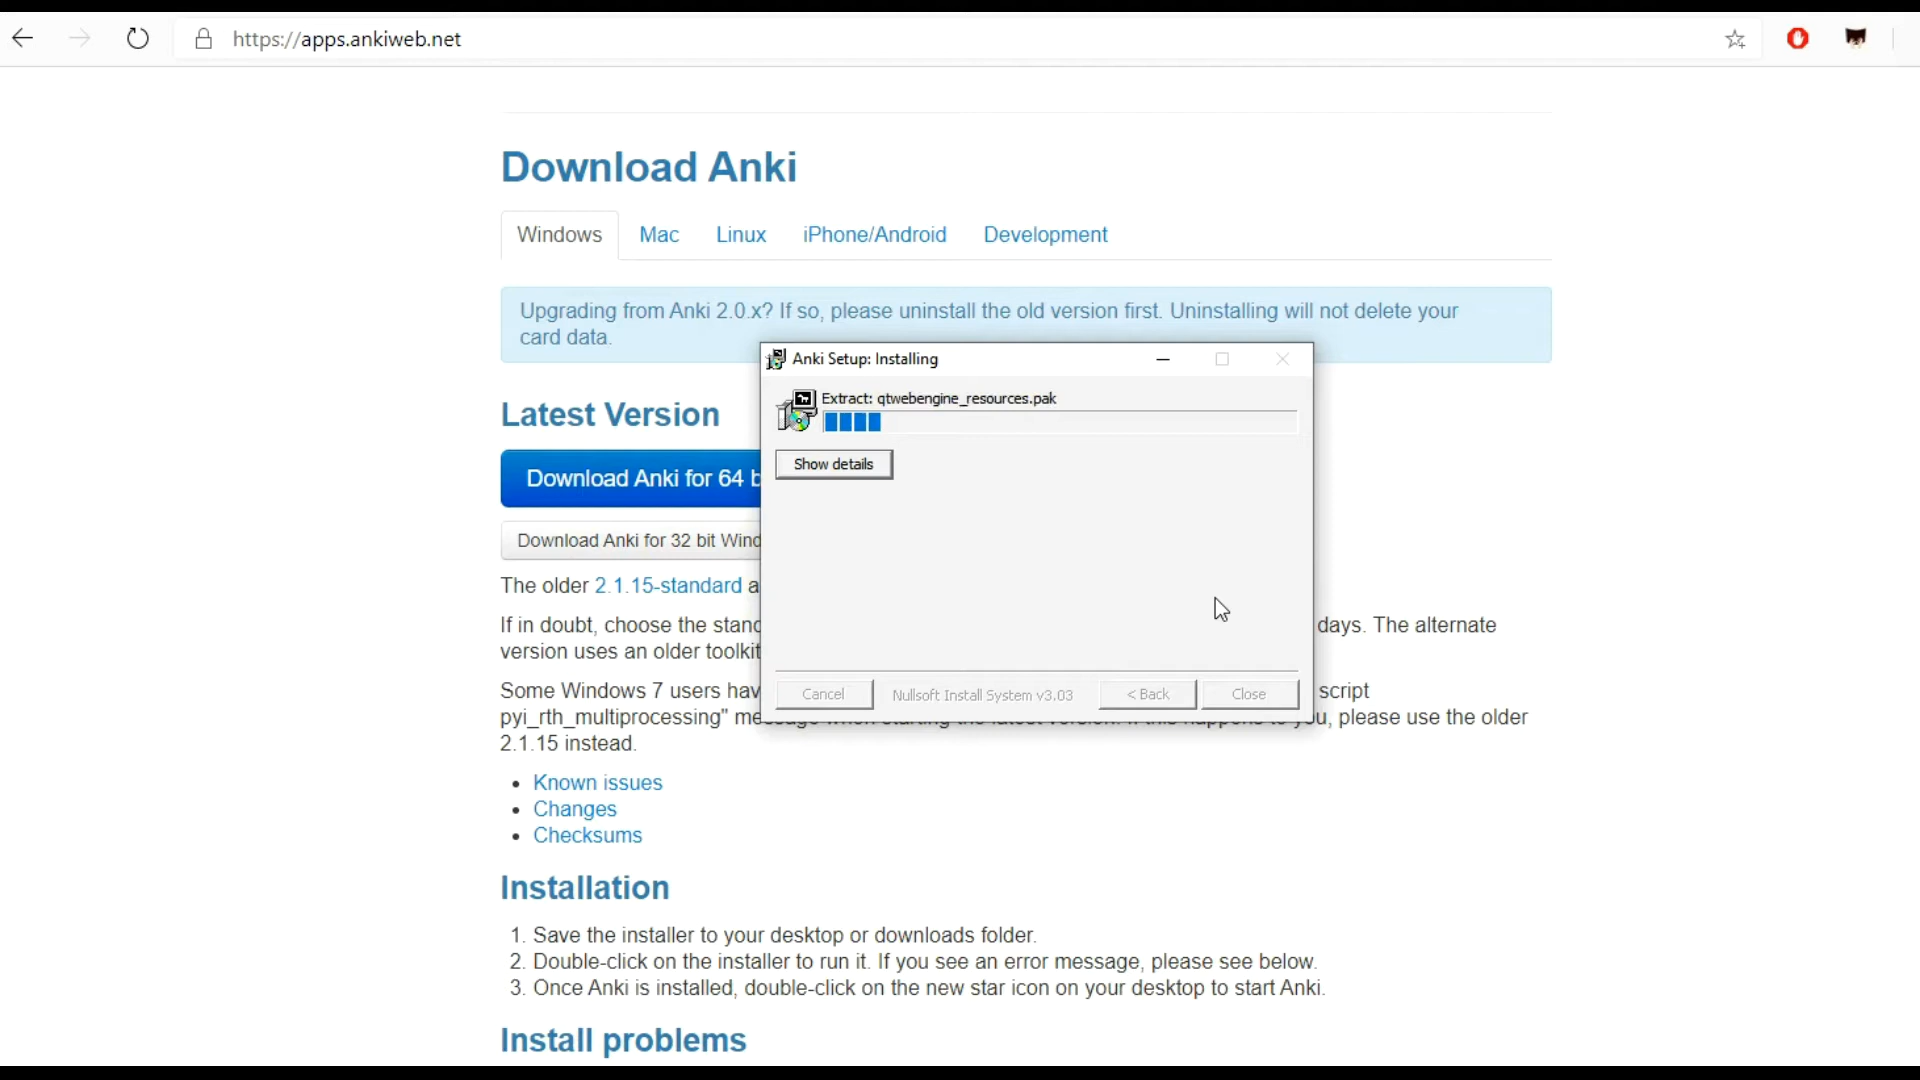 https://apps.ankiweb.net
Download Anki
Windows Mac Linux iPhone/Android Development
Upgrading from Anki 2.0.x? If so, please uninstall the old version first. Uninstalling will not delete your
card data.
Anki Setup: Installing
Extract: qtwebengine_resources.pak
Show details
Cancel Nullsoft Install System v3.03 < Back Close
Latest Version
Download Anki for 64
Download Anki for 32 bit
The older 2.1.15-standard
If in doubt, choose the days. The alternate
version uses an older toolkit
Some Windows 7 users script
pyi_rth_multiprocessing" please use the older
2.1.15 instead.
• Known issues
• Changes
• Checksums
Installation
1. Save the installer to your desktop or downloads folder.
2. Double-click on the installer to run it. If you see an error message, please see below.
3. Once Anki is installed, double-click on the new star icon on your desktop to start Anki.
Install problems